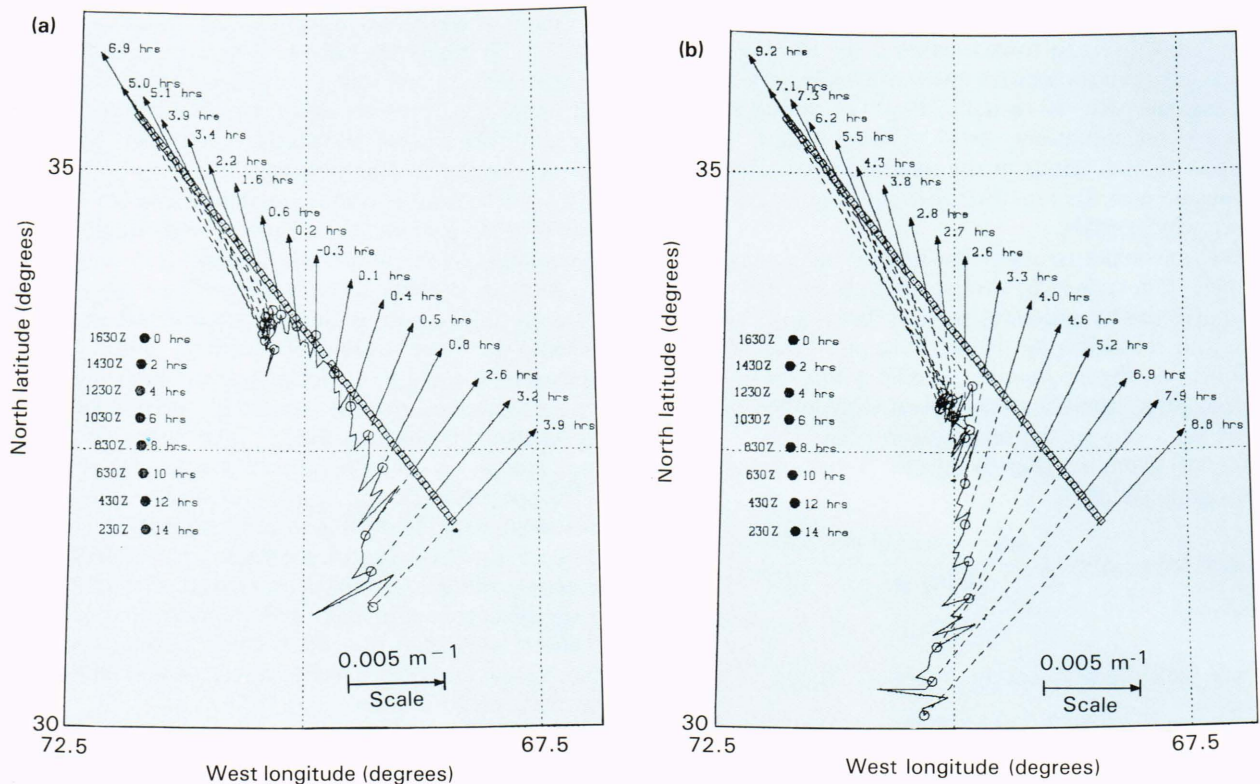 (a)
6.9 hrs
5.0 hrs
5.1 hrs
3.9 hrs
3.4 hrs
2.2 hrs
1.6 hrs
0.6 hrs
0.2 hrs
-0.3 hrs
0.1 hrs
0.4 hrs
0.5 hrs
0.8 hrs
2.6 hrs
3.2 hrs
3.9 hrs
35
30
72.5
67.5
North latitude (degrees)
West longitude (degrees)
1630Z 0 hrs
1430Z 2 hrs
1230Z 4 hrs
1030Z 6 hrs
830Z 8 hrs
630Z 10 hrs
430Z 12 hrs
230Z 14 hrs
0.005 m⁻¹
Scale
(b)
9.2 hrs
7.1 hrs
7.3 hrs
6.2 hrs
5.5 hrs
4.3 hrs
3.8 hrs
2.8 hrs
2.7 hrs
2.6 hrs
3.3 hrs
4.0 hrs
4.6 hrs
5.2 hrs
6.9 hrs
7.9 hrs
8.8 hrs
35
30
72.5
67.5
North latitude (degrees)
West longitude (degrees)
1630Z 0 hrs
1430Z 2 hrs
1230Z 4 hrs
1030Z 6 hrs
830Z 8 hrs
630Z 10 hrs
430Z 12 hrs
230Z 14 hrs
0.005 m⁻¹
Scale